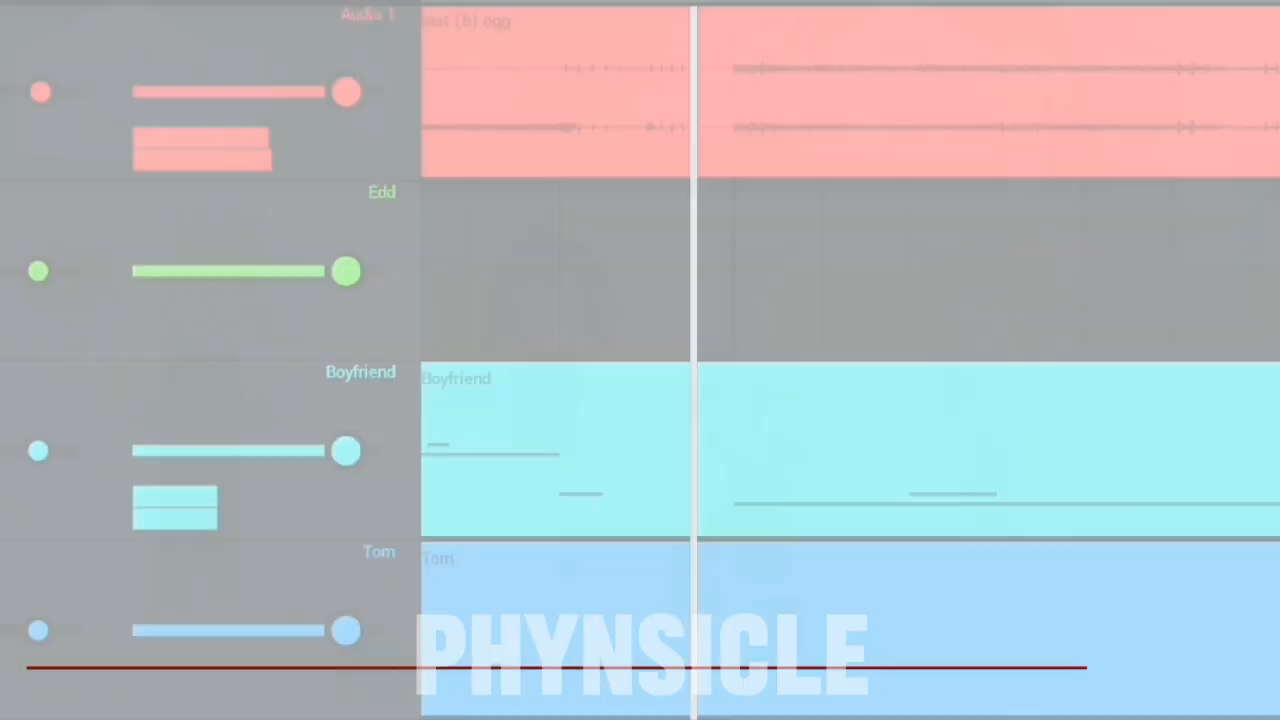 Audio 1
Edd
Boyfriend
Boyfriend
Tom
Tom
PHYNSICLE